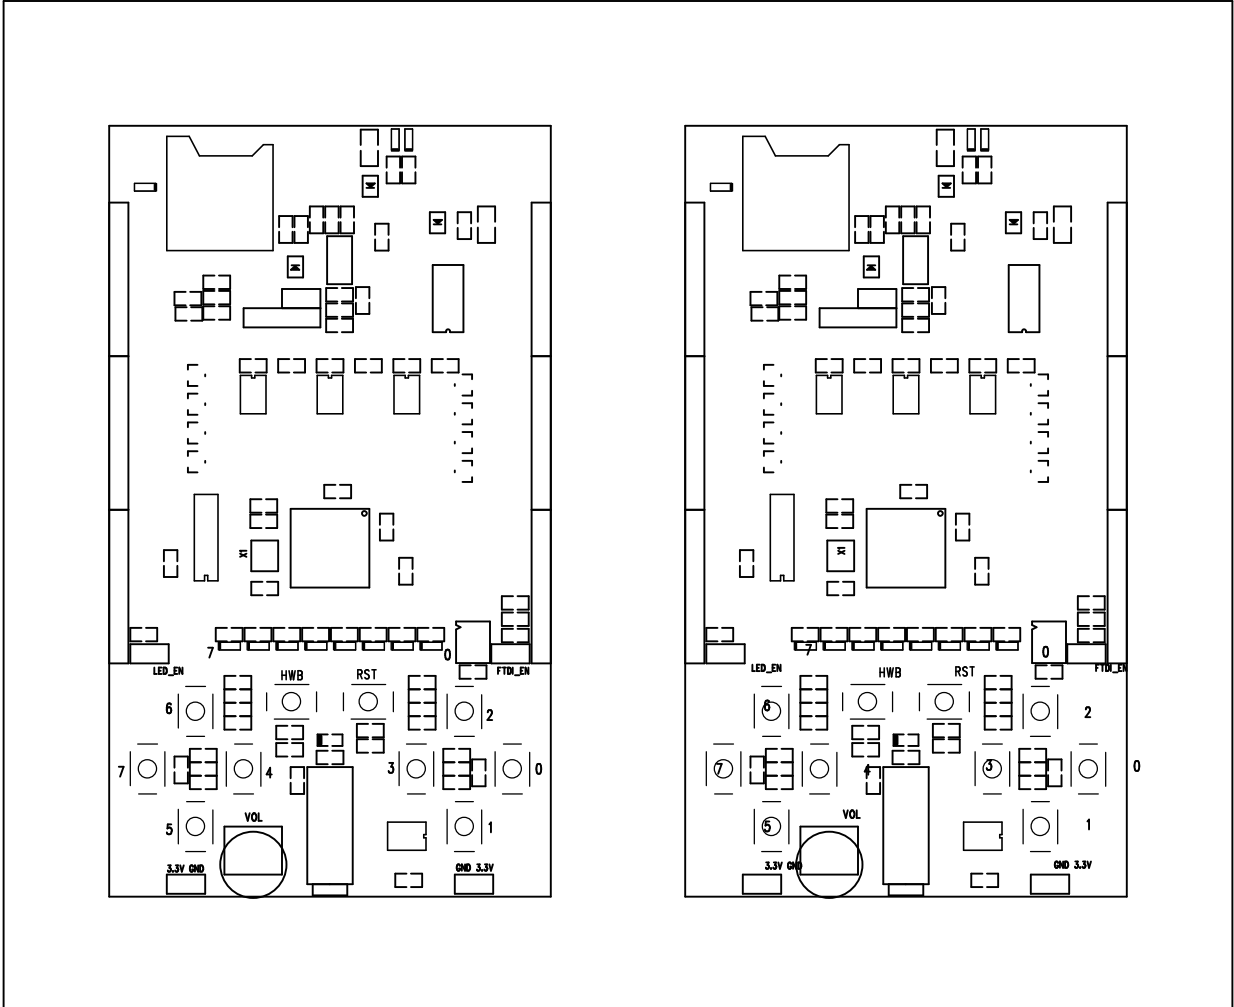 X1
X1
7
0
7
0
LED_EN
FTDI_EN
LED_EN
FTDI_EN
HWB
RST
HWB
RST
6
2
6
2
7
4
3
0
7
4
3
0
5
VOL
1
5
VOL
1
3.3V GND
GND 3.3V
3.3V GND
GND 3.3V